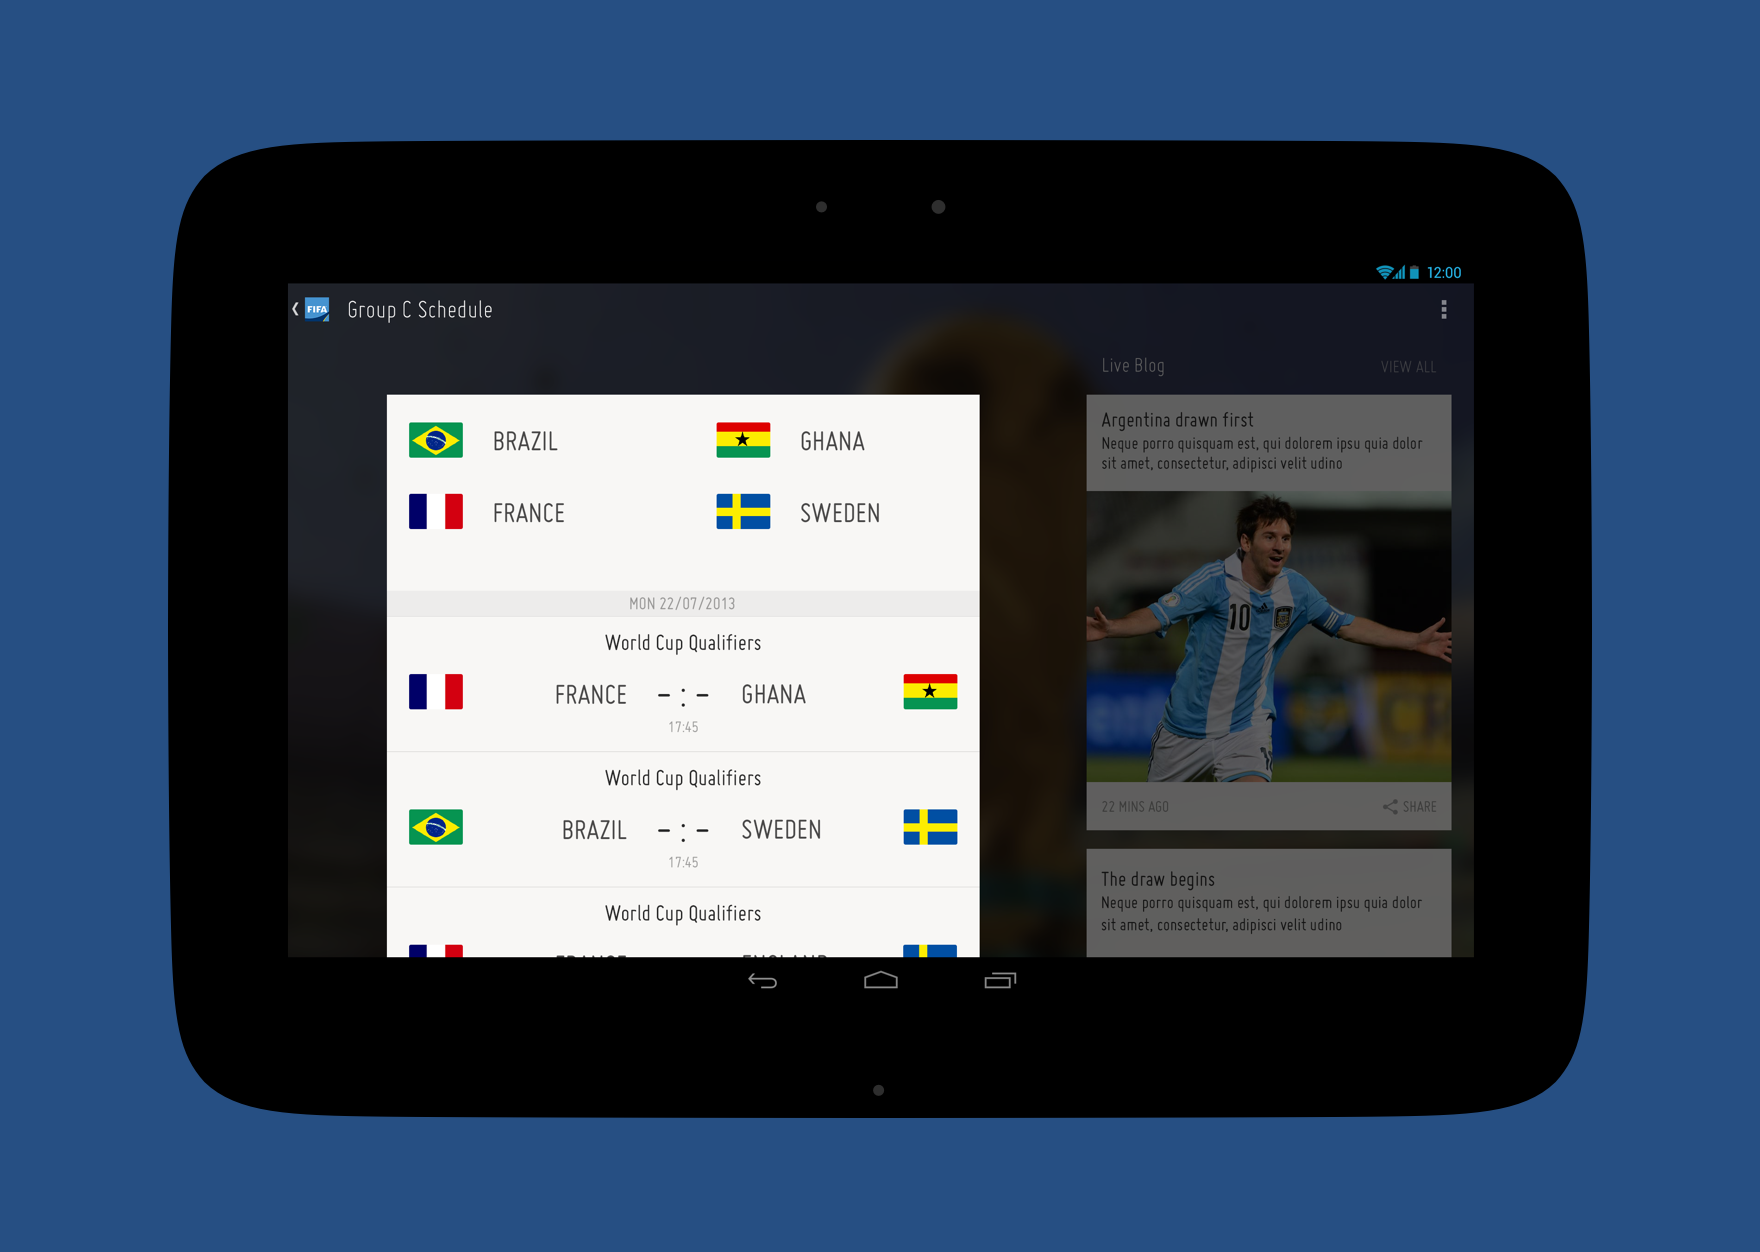 12:00
FIFA
Group C Schedule
BRAZIL
GHANA
FRANCE
SWEDEN
MON 22/07/2013
World Cup Qualifiers
FRANCE - : - GHANA
17:45
World Cup Qualifiers
BRAZIL - : - SWEDEN
17:45
World Cup Qualifiers
FRANCE ENGLAND
Live Blog
VIEW ALL
Argentina drawn first
Neque porro quisquam est, qui dolorem ipsu quia dolor
sit amet, consectetur, adipisci velit udino
10
22 MINS AGO
SHARE
The draw begins
Neque porro quisquam est, qui dolorem ipsu quia dolor
sit amet, consectetur, adipisci velit udino